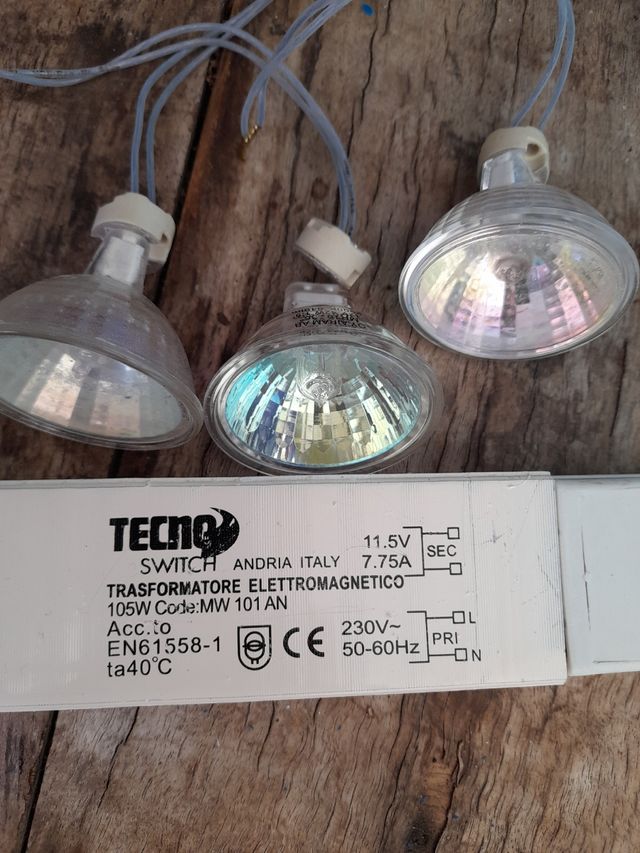 TECNO
SWITCH ANDRIA ITALY
TRASFORMATORE ELETTROMAGNETICO
105W Code:MW 101 AN
Acc.to
EN61558-1
ta40°C
CE
11.5V
7.75A
SEC
230V~
50-60Hz
PRI
L
N